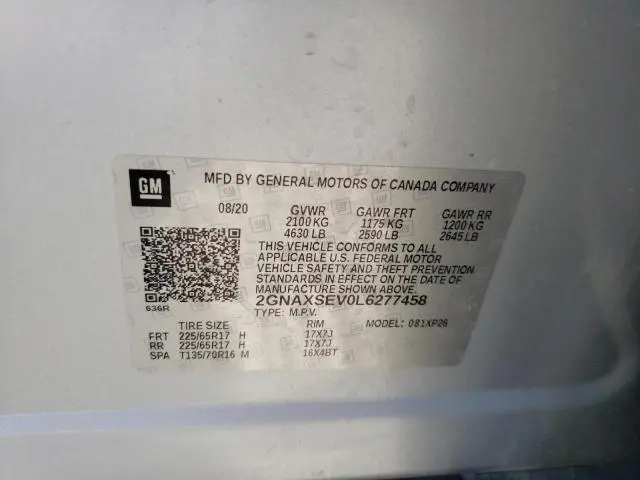 GM
MFD BY GENERAL MOTORS OF CANADA COMPANY
08/20 GVWR GAWR FRT GAWR RR
2100 KG 1175 KG 1200 KG
4630 LB 2590 LB 2645 LB
THIS VEHICLE CONFORMS TO ALL
APPLICABLE U.S. FEDERAL MOTOR
VEHICLE SAFETY AND THEFT PREVENTION
STANDARDS IN EFFECT ON THE DATE OF
MANUFACTURE SHOWN ABOVE.
2GNAXSEV0L6277458
636R
TYPE: M.P.V. MODEL: 081XP26
TIRE SIZE RIM
FRT 225/65R17 H 17X7J
RR 225/65R17 H 17X7J
SPA T135/70R16 M 16X4BT